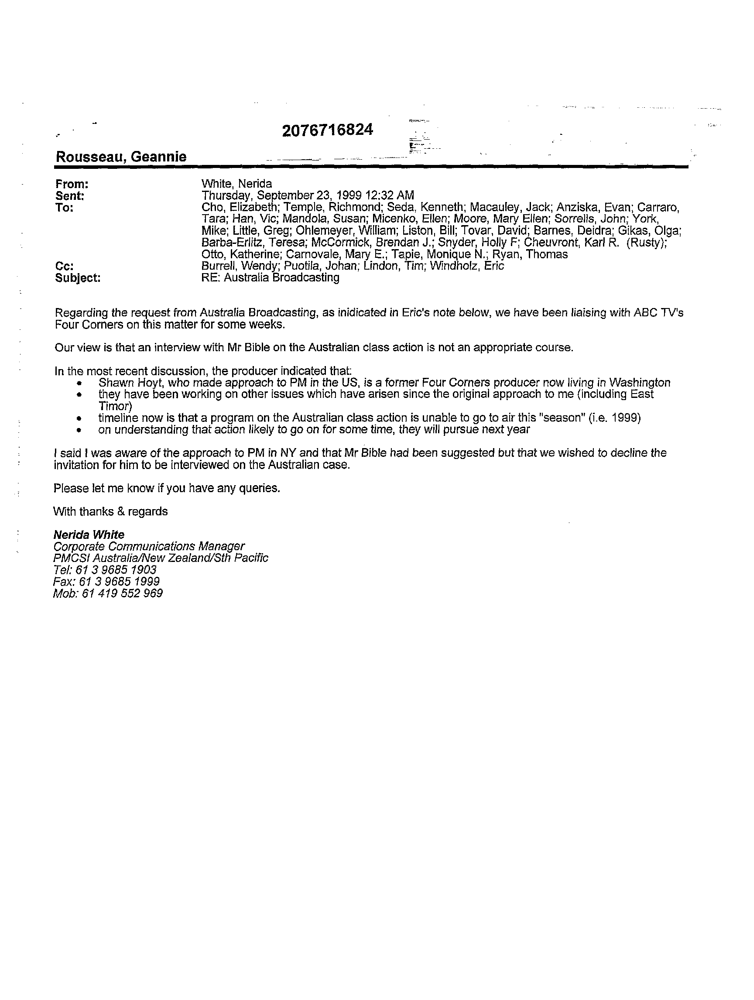 2076716824
Rousseau, Geannie
From: White, Nerida
Sent: Thursday, September 23, 1999 12:32 AM
To: Cho, Elizabeth; Temple, Richmond; Seda, Kenneth; Macauley, Jack; Anziska, Evan; Carraro,
Tara; Han, Vic; Mandola, Susan; Micenko, Ellen; Moore, Mary Ellen; Sorrells, John; York,
Mike; Little, Greg; Ohlemeyer, William; Liston, Bill; Tovar, David; Barnes, Deidra; Gikas, Olga;
Barba-Erlitz, Teresa; McCormick, Brendan J.; Snyder, Holly F; Cheuvront, Karl R. (Rusty);
Otto, Katherine; Carnovale, Mary E.; Tapie, Monique N.; Ryan, Thomas
Cc: Burrell, Wendy; Puotila, Johan; Lindon, Tim; Windholz, Eric
Subject: RE: Australia Broadcasting
Regarding the request from Australia Broadcasting, as inidicated in Eric's note below, we have been liaising with ABC TV's
Four Corners on this matter for some weeks.
Our view is that an interview with Mr Bible on the Australian class action is not an appropriate course.
In the most recent discussion, the producer indicated that:
• Shawn Hoyt, who made approach to PM in the US, is a former Four Corners producer now living in Washington
• they have been working on other issues which have arisen since the original approach to me (including East
Timor)
• timeline now is that a program on the Australian class action is unable to go to air this "season" (i.e. 1999)
• on understanding that action likely to go on for some time, they will pursue next year
I said I was aware of the approach to PM in NY and that Mr Bible had been suggested but that we wished to decline the
invitation for him to be interviewed on the Australian case.
Please let me know if you have any queries.
With thanks & regards
Nerida White
Corporate Communications Manager
PMCSI Australia/New Zealand/Sth Pacific
Tel: 61 3 9685 1903
Fax: 61 3 9685 1999
Mob: 61 419 552 969